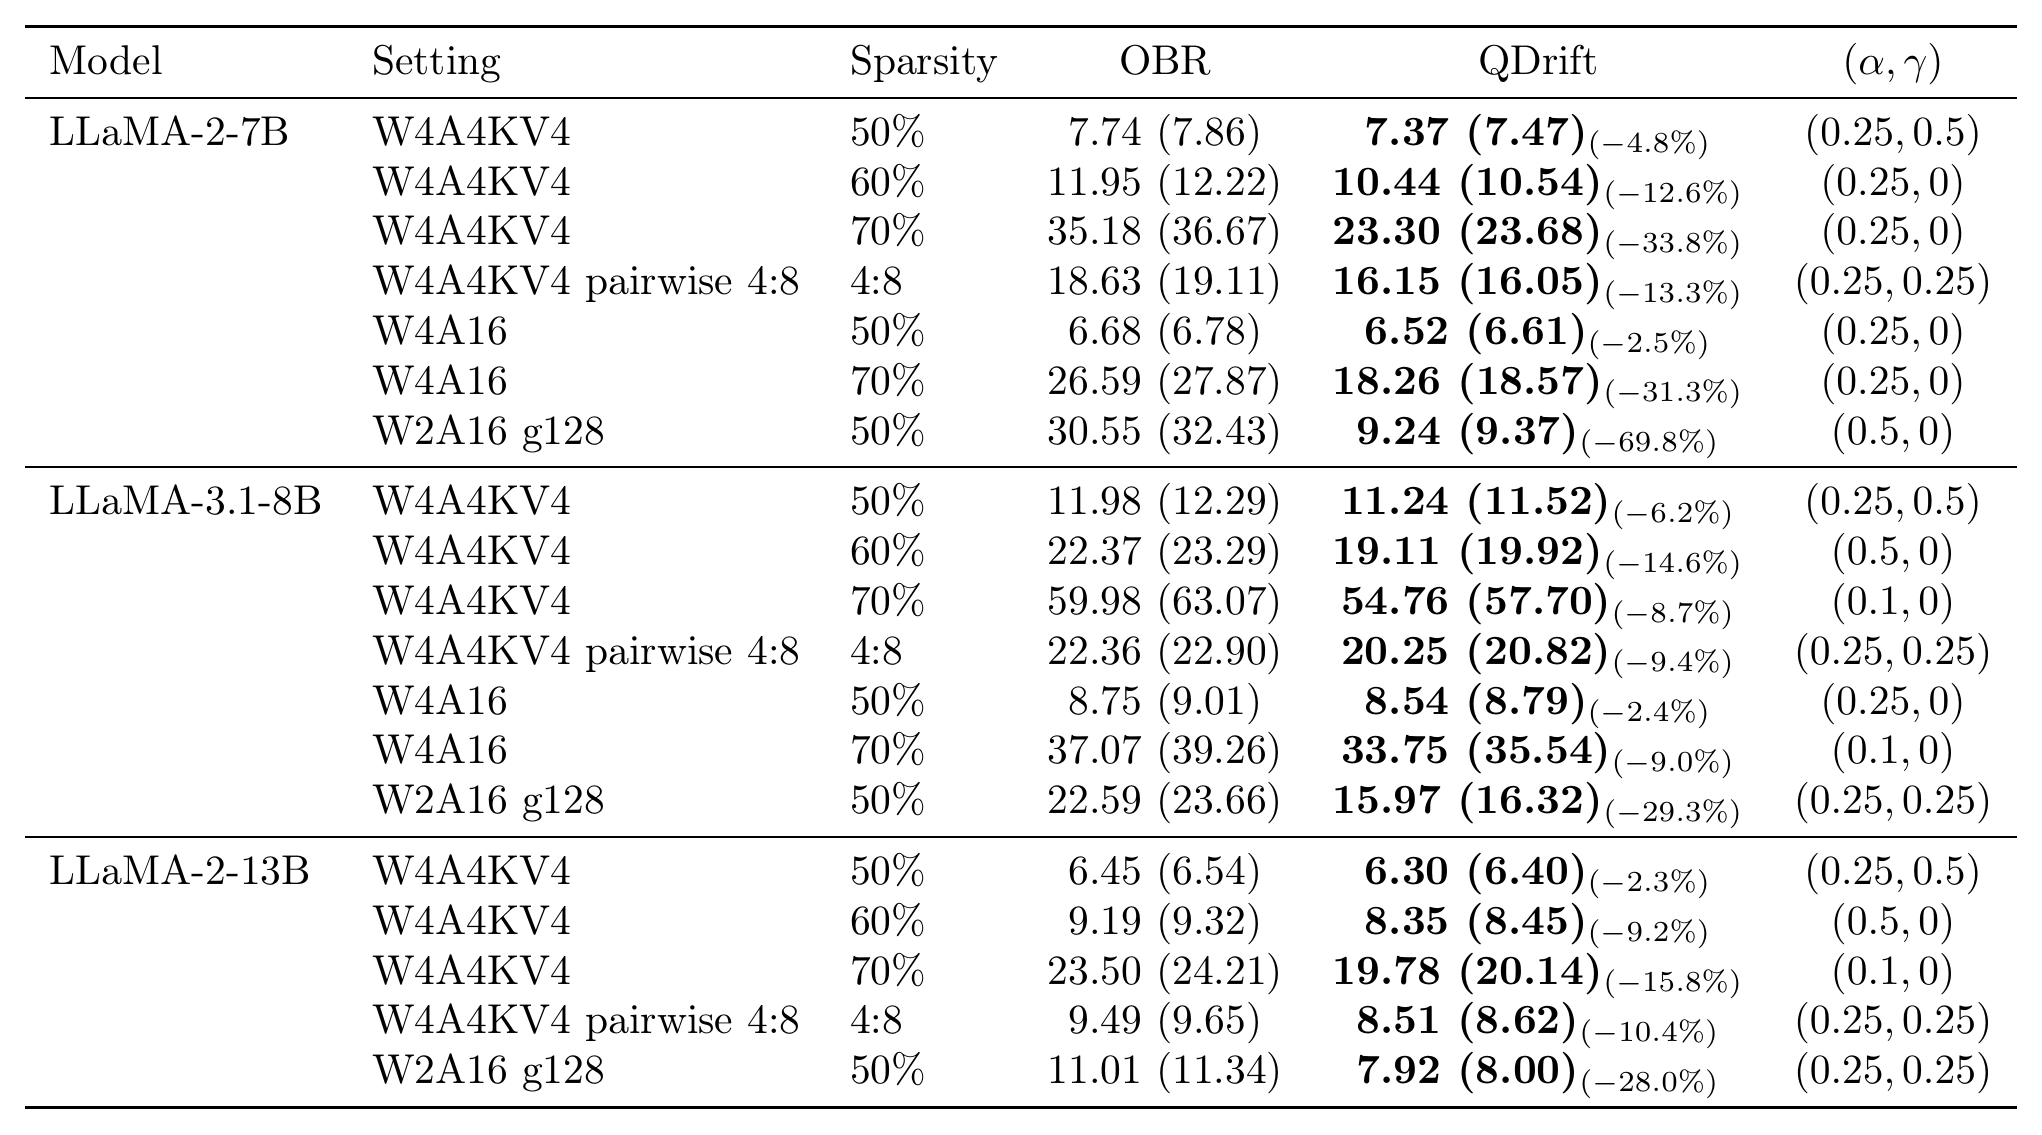 Model Setting Sparsity OBR QDrift (α, γ)
LLaMA-2-7B W4A4KV4 50% 7.74 (7.86) 7.37 (7.47)(−4.8%) (0.25, 0.5)
W4A4KV4 60% 11.95 (12.22) 10.44 (10.54)(−12.6%) (0.25, 0)
W4A4KV4 70% 35.18 (36.67) 23.30 (23.68)(−33.8%) (0.25, 0)
W4A4KV4 pairwise 4:8 4:8 18.63 (19.11) 16.15 (16.05)(−13.3%) (0.25, 0.25)
W4A16 50% 6.68 (6.78) 6.52 (6.61)(−2.5%) (0.25, 0)
W4A16 70% 26.59 (27.87) 18.26 (18.57)(−31.3%) (0.25, 0)
W2A16 g128 50% 30.55 (32.43) 9.24 (9.37)(−69.8%) (0.5, 0)
LLaMA-3.1-8B W4A4KV4 50% 11.98 (12.29) 11.24 (11.52)(−6.2%) (0.25, 0.5)
W4A4KV4 60% 22.37 (23.29) 19.11 (19.92)(−14.6%) (0.5, 0)
W4A4KV4 70% 59.98 (63.07) 54.76 (57.70)(−8.7%) (0.1, 0)
W4A4KV4 pairwise 4:8 4:8 22.36 (22.90) 20.25 (20.82)(−9.4%) (0.25, 0.25)
W4A16 50% 8.75 (9.01) 8.54 (8.79)(−2.4%) (0.25, 0)
W4A16 70% 37.07 (39.26) 33.75 (35.54)(−9.0%) (0.1, 0)
W2A16 g128 50% 22.59 (23.66) 15.97 (16.32)(−29.3%) (0.25, 0.25)
LLaMA-2-13B W4A4KV4 50% 6.45 (6.54) 6.30 (6.40)(−2.3%) (0.25, 0.5)
W4A4KV4 60% 9.19 (9.32) 8.35 (8.45)(−9.2%) (0.5, 0)
W4A4KV4 70% 23.50 (24.21) 19.78 (20.14)(−15.8%) (0.1, 0)
W4A4KV4 pairwise 4:8 4:8 9.49 (9.65) 8.51 (8.62)(−10.4%) (0.25, 0.25)
W2A16 g128 50% 11.01 (11.34) 7.92 (8.00)(−28.0%) (0.25, 0.25)